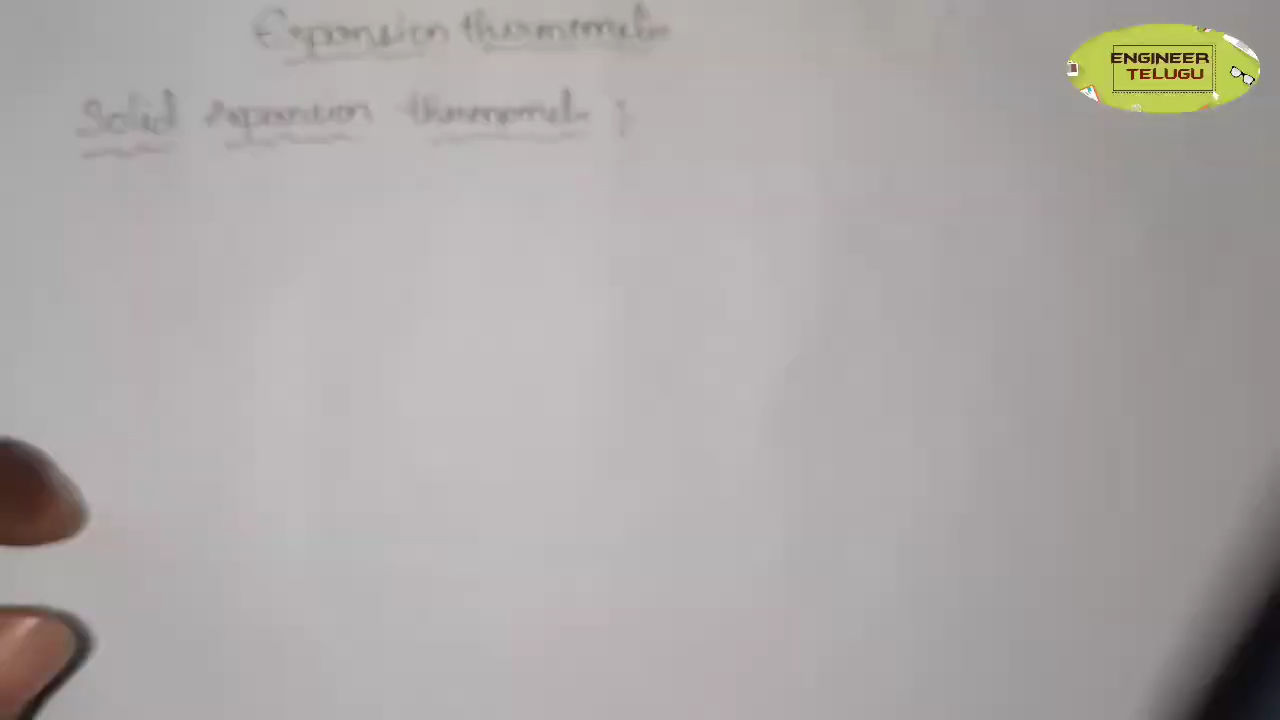 Expansion thermometer
Solid expansion thermometer :
ENGINEER
TELUGU